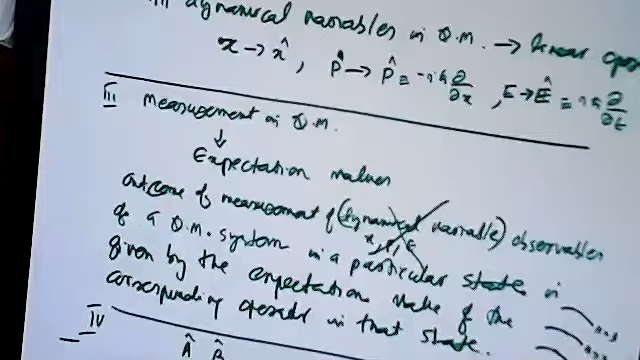 dynamical variables in Q.M. → linear oper
x → x̂, p → p̂ ≡ -iℏ ∂/∂x, E → Ê ≡ iℏ ∂/∂t
III Measurement in Q.M.
↓
Expectation values
outcome of measurement of (dynamical variable) observables
x, p, E
of a Q.M. system in a particular state is
given by the expectation value of the
corresponding operator in that state.
IV
Â B̂